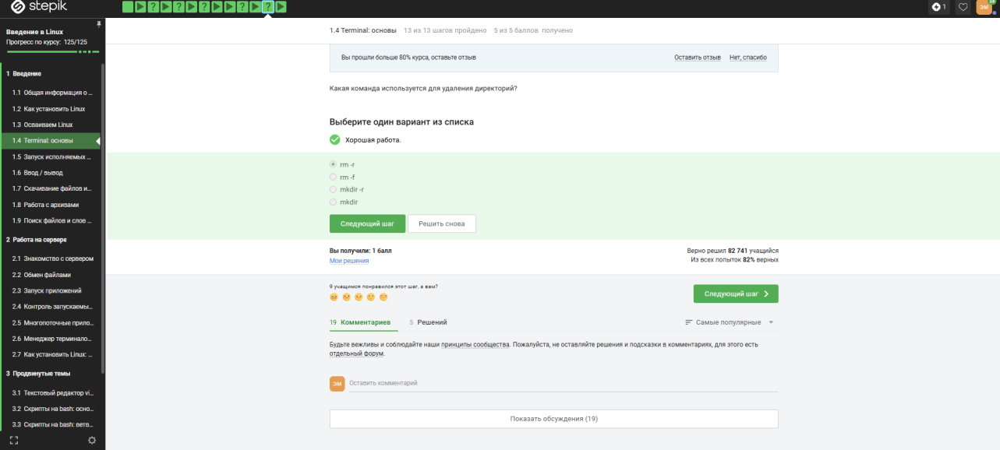 stepik
1
ЭМ
24
Введение в Linux
Прогресс по курсу: 125/125
1 Введение
1.1 Общая информация о ...
1.2 Как установить Linux
1.3 Осваиваем Linux
1.4 Terminal: основы
1.5 Запуск исполняемых ...
1.6 Ввод / вывод
1.7 Скачивание файлов и...
1.8 Работа с архивами
1.9 Поиск файлов и слов ...
2 Работа на сервере
2.1 Знакомство с сервером
2.2 Обмен файлами
2.3 Запуск приложений
2.4 Контроль запускаемы...
2.5 Многопоточные прило...
2.6 Менеджер терминало...
2.7 Как установить Linux: ...
3 Продвинутые темы
3.1 Текстовый редактор vi...
3.2 Скрипты на bash: осно...
3.3 Скрипты на bash: ветв...
1.4 Terminal: основы 13 из 13 шагов пройдено 5 из 5 баллов получено
Вы прошли больше 80% курса, оставьте отзыв Оставить отзыв Нет, спасибо
Какая команда используется для удаления директорий?
Выберите один вариант из списка
Хорошая работа.
rm -r
rm -f
mkdir -r
mkdir
Следующий шаг Решить снова
Вы получили: 1 балл
Мои решения
Верно решил 82 741 учащийся
Из всех попыток 82% верных
9 учащимся понравился этот шаг, а вам?
Следующий шаг
19 Комментариев 5 Решений Самые популярные
Будьте вежливы и соблюдайте наши принципы сообщества. Пожалуйста, не оставляйте решения и подсказки в комментариях, для этого есть
отдельный форум.
ЭМ Оставить комментарий
Показать обсуждения (19)